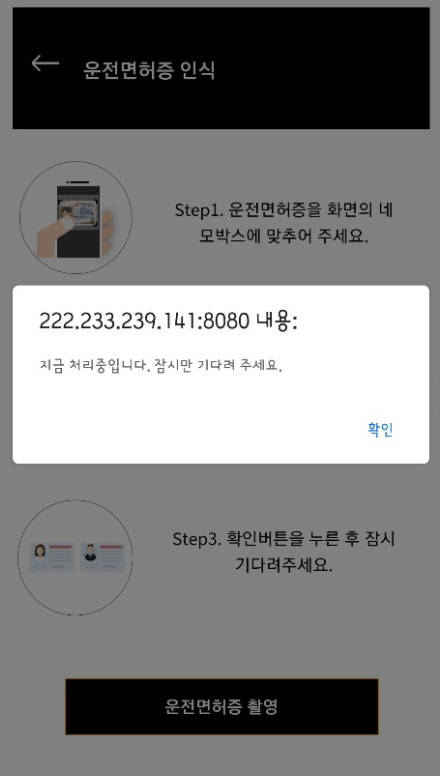 운전면허증 인식
Step1. 운전면허증을 화면의 네
모박스에 맞추어 주세요.
222.233.239.141:8080 내용:
지금 처리중입니다. 잠시만 기다려 주세요.
확인
Step3. 확인버튼을 누른 후 잠시
기다려주세요.
운전면허증 촬영